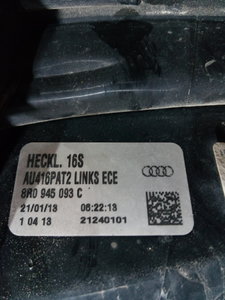 HECKL. 16S
AU416PAT2 LINKS ECE
8R0 945 093 C
21/01/13 06:22:13
1 04 13 21240101